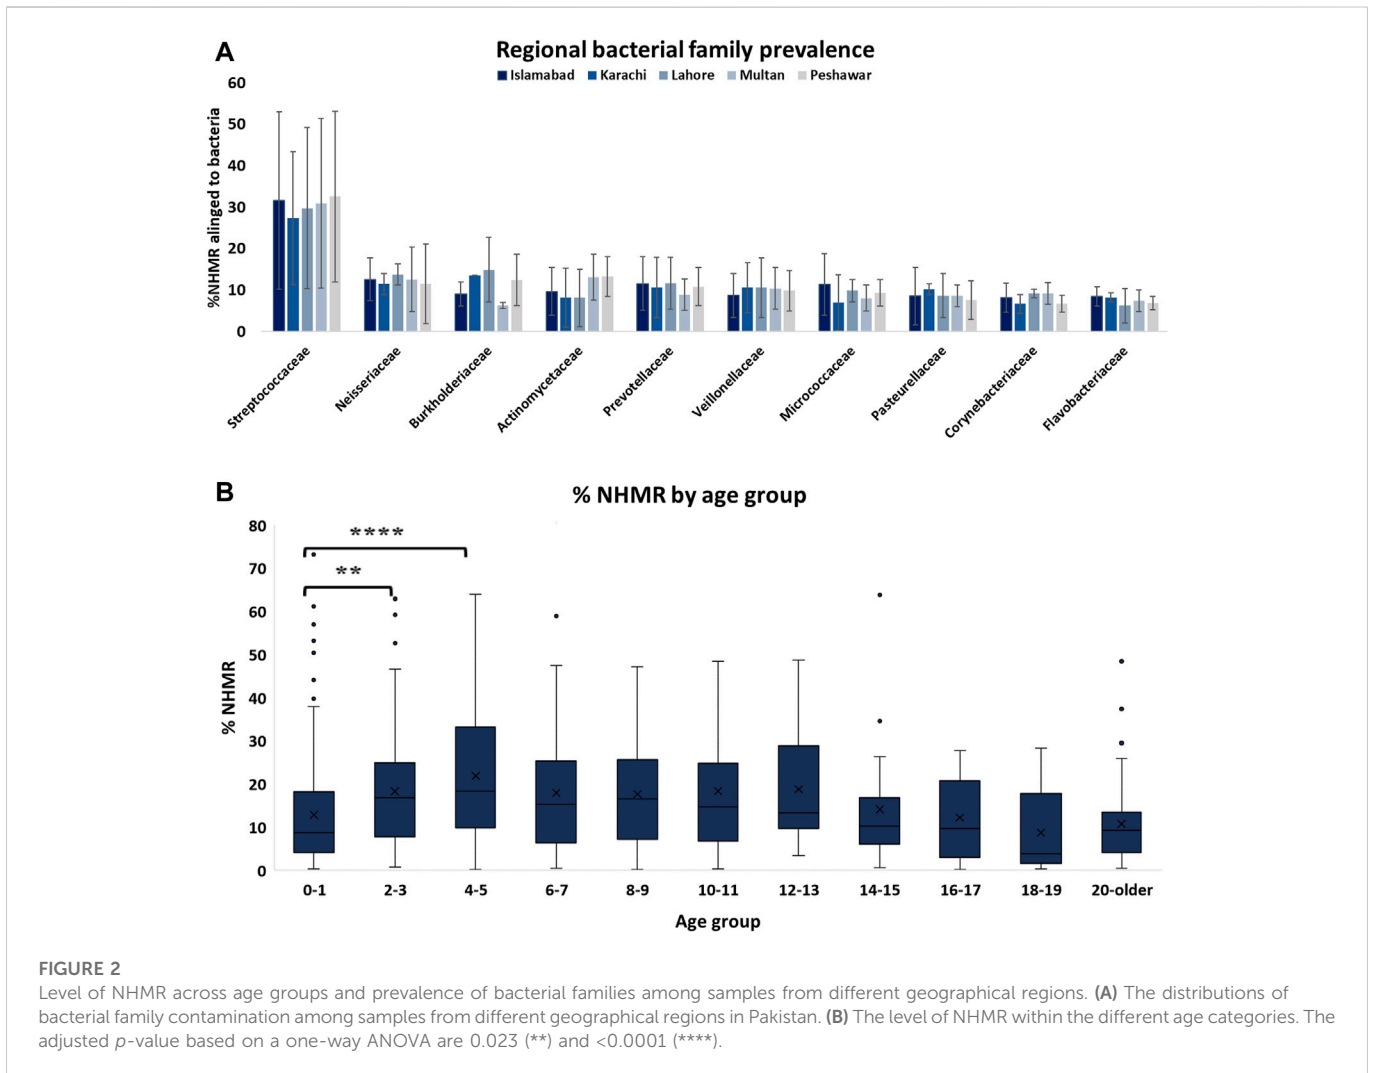 A
Regional bacterial family prevalence
Islamabad Karachi Lahore Multan Peshawar
%NHMR alinged to bacteria
60
50
40
30
20
10
0
Streptococcaceae
Neisseriaceae
Burkholderiaceae
Actinomycetaceae
Prevotellaceae
Veillonellaceae
Micrococcaceae
Pasteurellaceae
Corynebacteriaceae
Flavobacteriaceae
B
% NHMR by age group
% NHMR
80
70
60
50
40
30
20
10
0
****
**
0-1 2-3 4-5 6-7 8-9 10-11 12-13 14-15 16-17 18-19 20-older
Age group
FIGURE 2
Level of NHMR across age groups and prevalence of bacterial families among samples from different geographical regions. (A) The distributions of
bacterial family contamination among samples from different geographical regions in Pakistan. (B) The level of NHMR within the different age categories. The
adjusted p-value based on a one-way ANOVA are 0.023 (**) and <0.0001 (****).